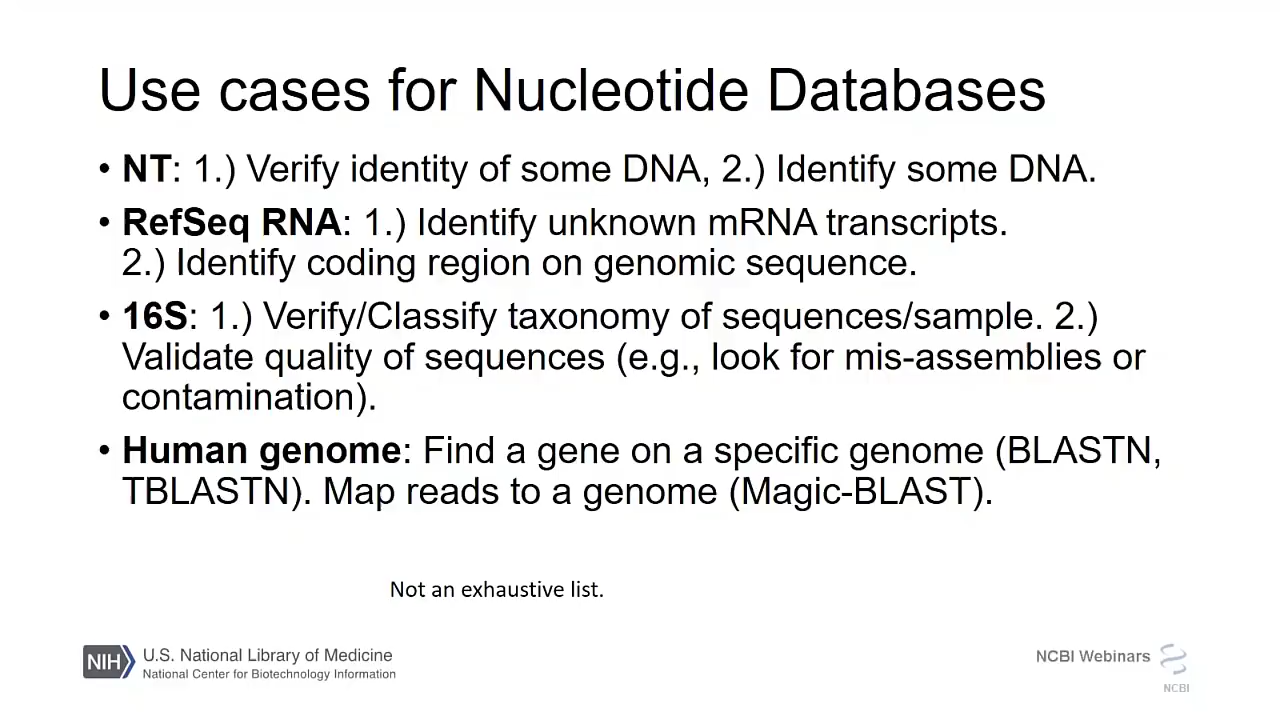 Use cases for Nucleotide Databases
• NT: 1.) Verify identity of some DNA, 2.) Identify some DNA.
• RefSeq RNA: 1.) Identify unknown mRNA transcripts.
2.) Identify coding region on genomic sequence.
• 16S: 1.) Verify/Classify taxonomy of sequences/sample. 2.)
Validate quality of sequences (e.g., look for mis-assemblies or
contamination).
• Human genome: Find a gene on a specific genome (BLASTN,
TBLASTN). Map reads to a genome (Magic-BLAST).
Not an exhaustive list.
NIH
U.S. National Library of Medicine
National Center for Biotechnology Information
NCBI Webinars
NCBI